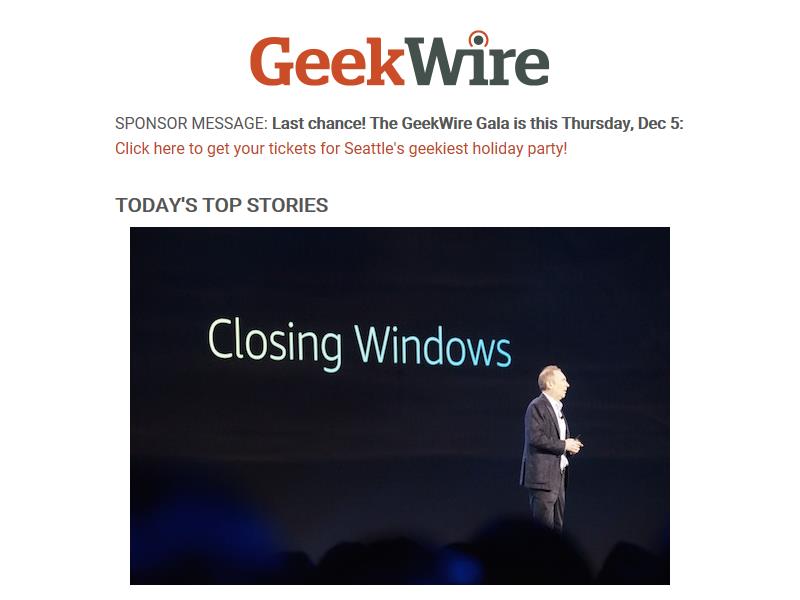 GeekWire
SPONSOR MESSAGE: Last chance! The GeekWire Gala is this Thursday, Dec 5:
Click here to get your tickets for Seattle's geekiest holiday party!
TODAY'S TOP STORIES
Closing Windows